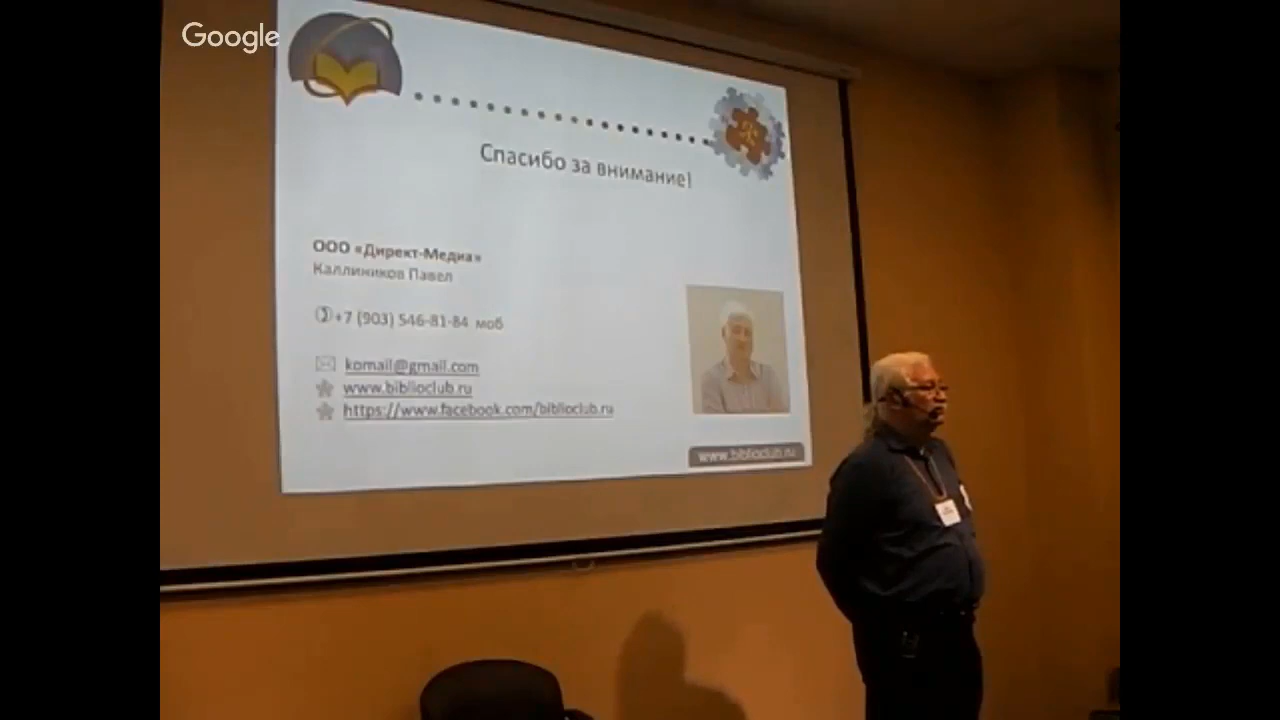 Google
Спасибо за внимание!
ООО «Директ-Медиа»
Каллиников Павел
+7 (903) 546-81-84 моб
komail@gmail.com
www.biblioclub.ru
https://www.facebook.com/biblioclub.ru
www.biblioclub.ru